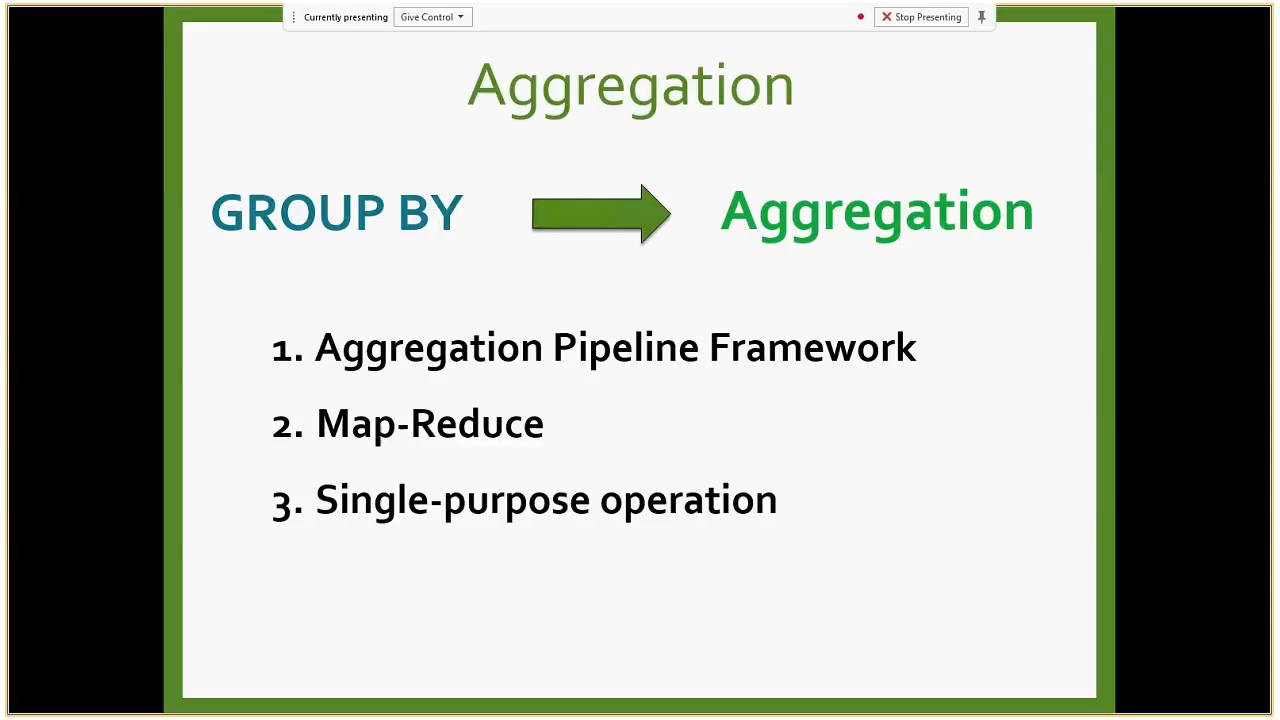 Currently presenting Give Control Stop Presenting
Aggregation
GROUP BY Aggregation
1. Aggregation Pipeline Framework
2. Map-Reduce
3. Single-purpose operation